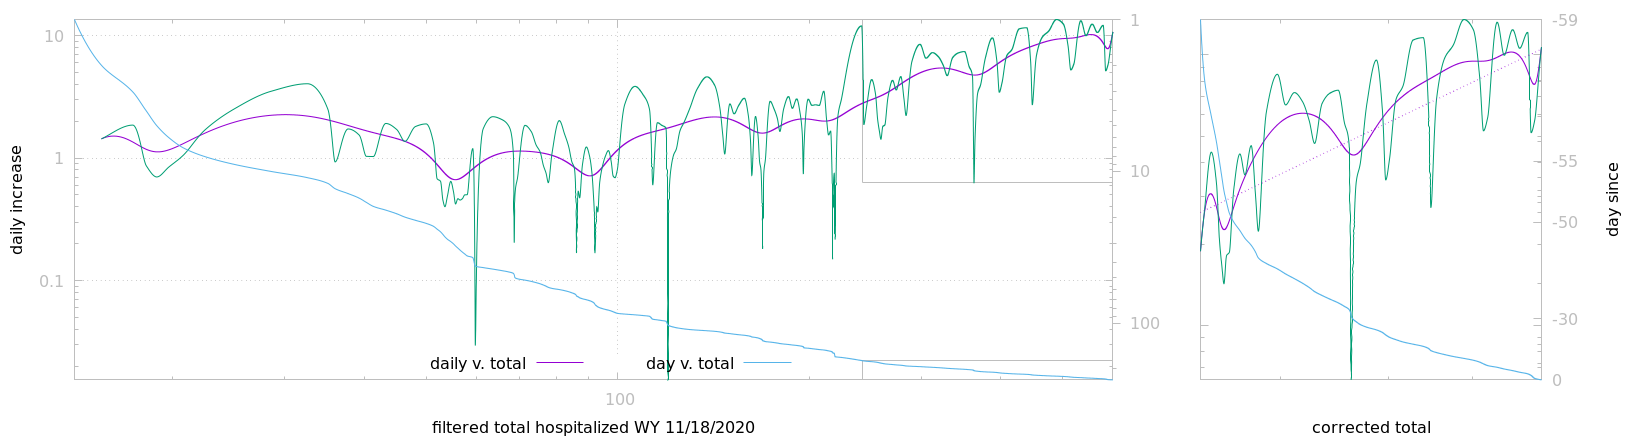 10
1
0.1
daily increase
1
10
100
daily v. total
day v. total
100
filtered total hospitalized WY 11/18/2020
-59
-55
-50
-30
0
day since
corrected total